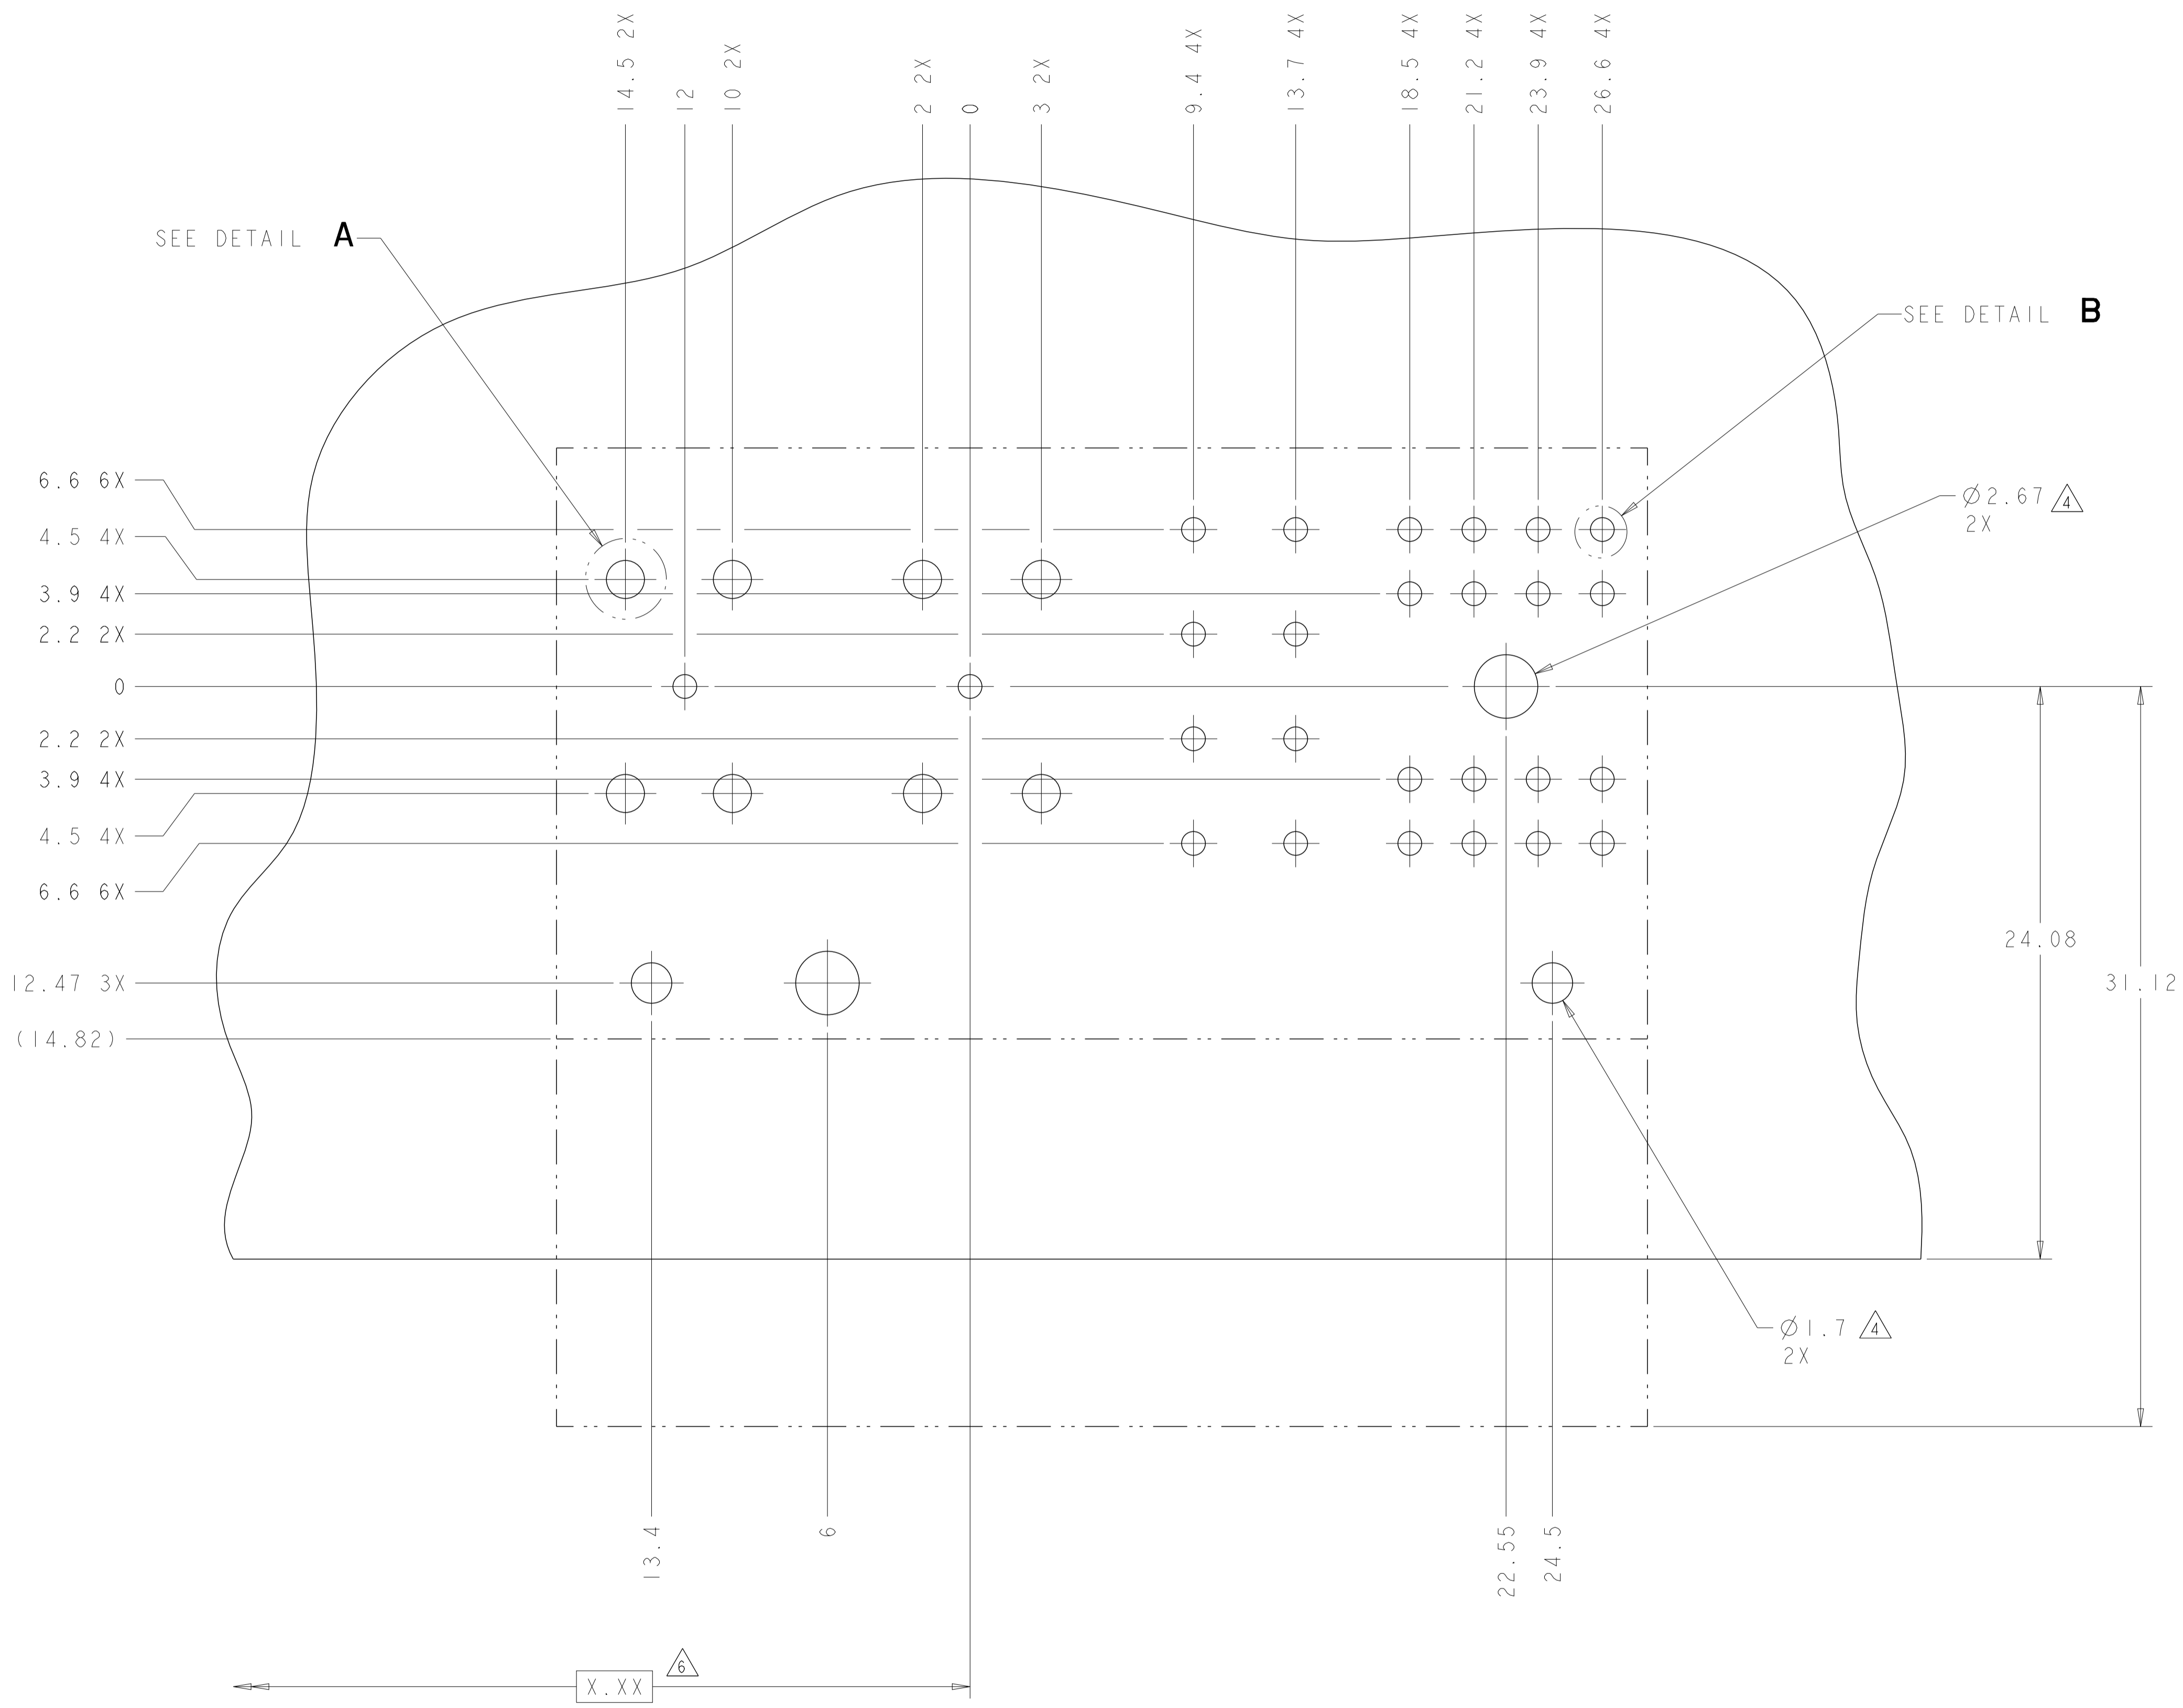 14.5 2X
12
10 2X
2 2X
0
3 2X
9.4 4X
13.7 4X
18.5 4X
21.2 4X
23.9 4X
26.6 4X
SEE DETAIL A
SEE DETAIL B
6.6 6X
4.5 4X
3.9 4X
2.2 2X
0
2.2 2X
3.9 4X
4.5 4X
6.6 6X
12.47 3X
(14.82)
Ø2.67 4
2X
24.08
31.12
Ø1.7 4
2X
13.4
6
22.55
24.5
X.XX 6